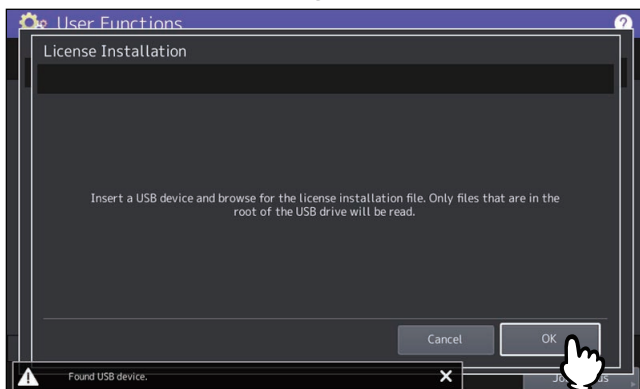 User Functions
?
License Installation
Insert a USB device and browse for the license installation file. Only files that are in the
root of the USB drive will be read.
Cancel
OK
Found USB device.